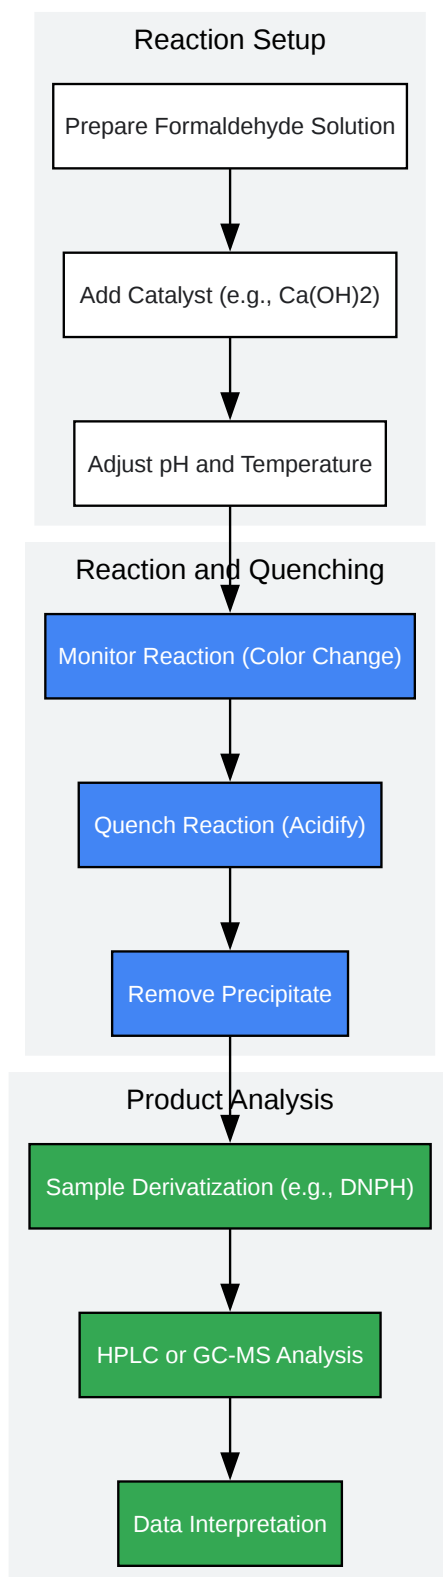 Reaction Setup
Prepare Formaldehyde Solution
Add Catalyst (e.g., Ca(OH)2)
Adjust pH and Temperature
Reaction and Quenching
Monitor Reaction (Color Change)
Quench Reaction (Acidify)
Remove Precipitate
Product Analysis
Sample Derivatization (e.g., DNPH)
HPLC or GC-MS Analysis
Data Interpretation